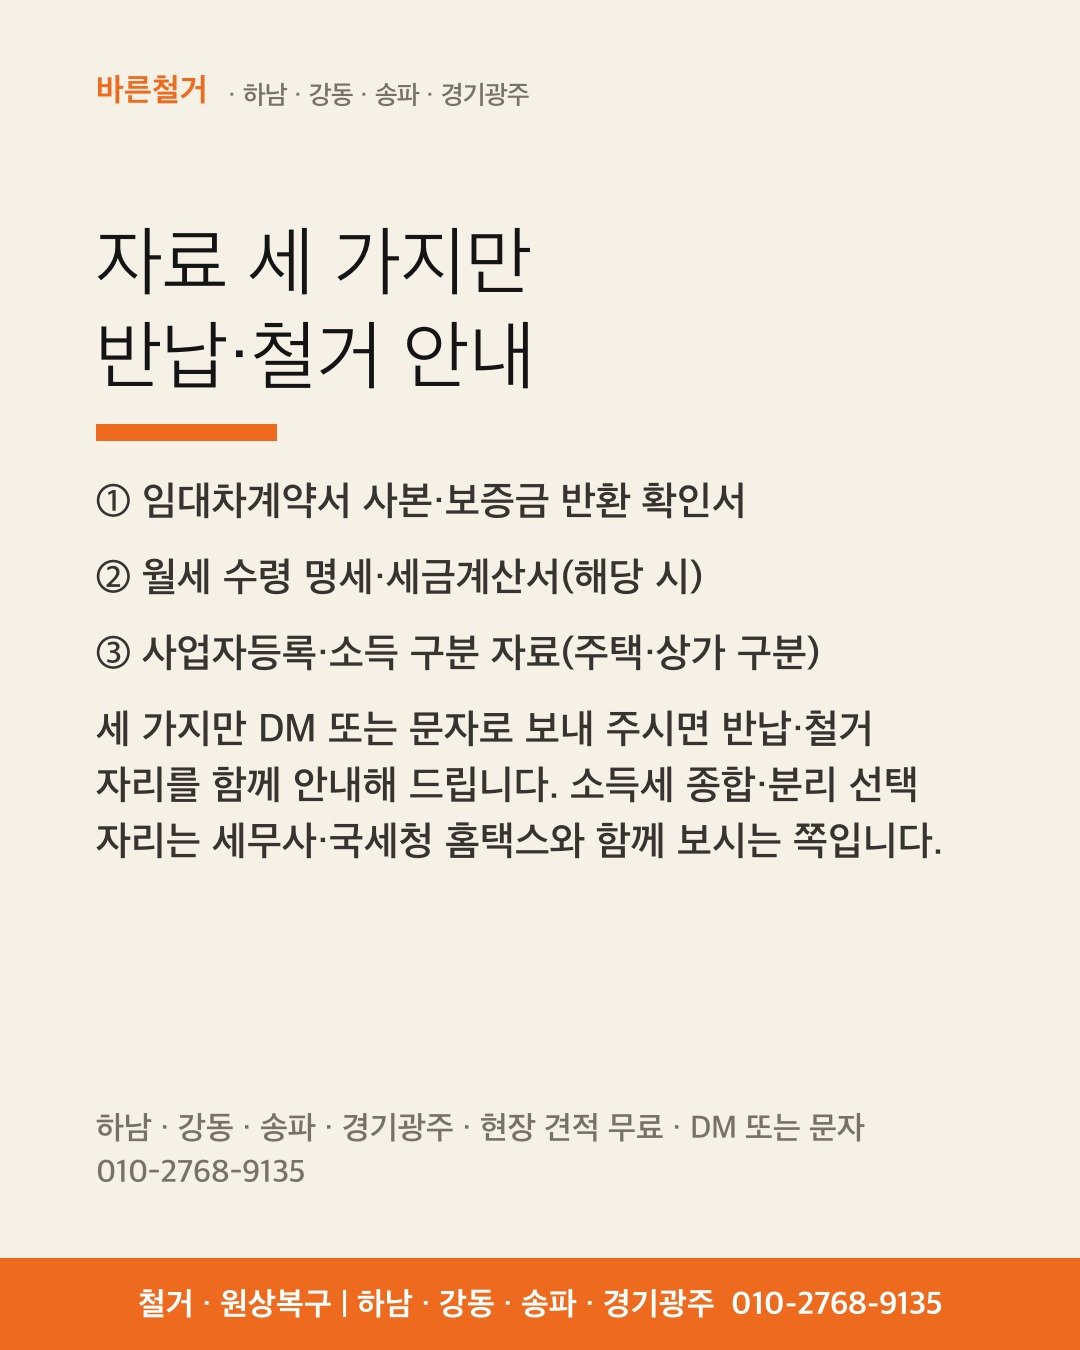 바른철거 · 하남 · 강동 · 송파 · 경기광주
자료 세 가지만
반납·철거 안내
① 임대차계약서 사본·보증금 반환 확인서
② 월세 수령 명세·세금계산서(해당 시)
③ 사업자등록·소득 구분 자료(주택·상가 구분)
세 가지만 DM 또는 문자로 보내 주시면 반납·철거
자리를 함께 안내해 드립니다. 소득세 종합·분리 선택
자리는 세무사·국세청 홈택스와 함께 보시는 쪽입니다.
하남 · 강동 · 송파 · 경기광주 · 현장 견적 무료 · DM 또는 문자
010-2768-9135
철거 · 원상복구 | 하남 · 강동 · 송파 · 경기광주 010-2768-9135